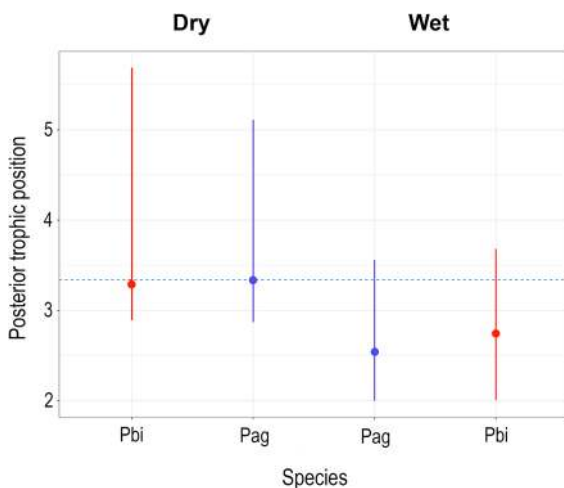 Dry Wet
Posterior trophic position
5
4
3
2
Pbi Pag Pag Pbi
Species